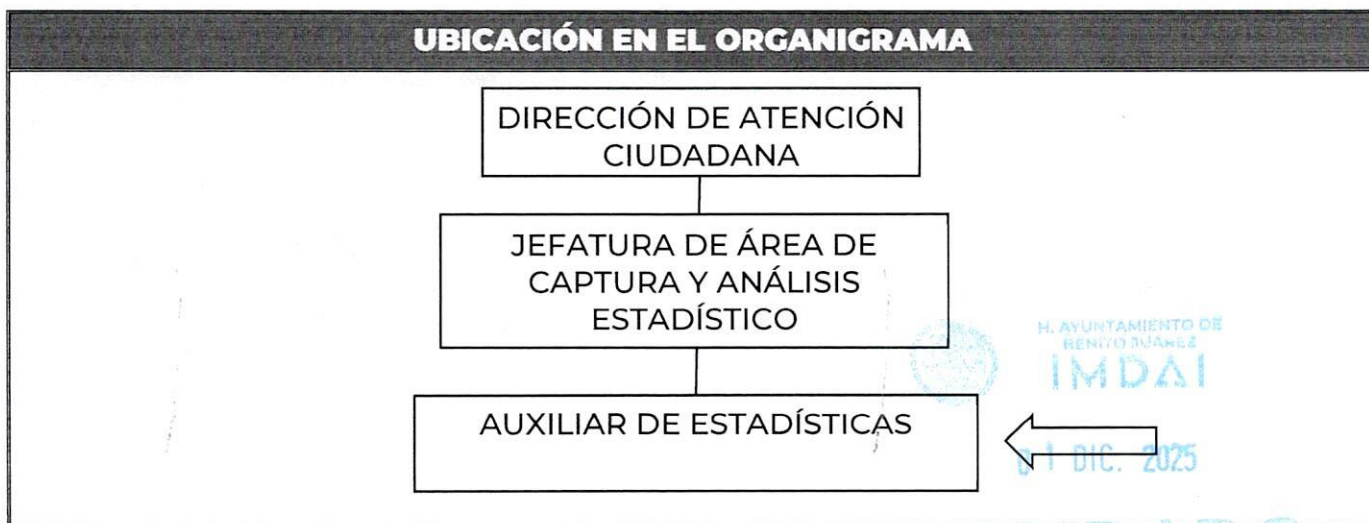 UBICACIÓN EN EL ORGANIGRAMA
DIRECCIÓN DE ATENCIÓN
CIUDADANA
JEFATURA DE ÁREA DE
CAPTURA Y ANÁLISIS
ESTADÍSTICO
H. AYUNTAMIENTO DE
BENITO JUÁREZ
IMDAI
AUXILIAR DE ESTADÍSTICAS
01 DIC. 2025